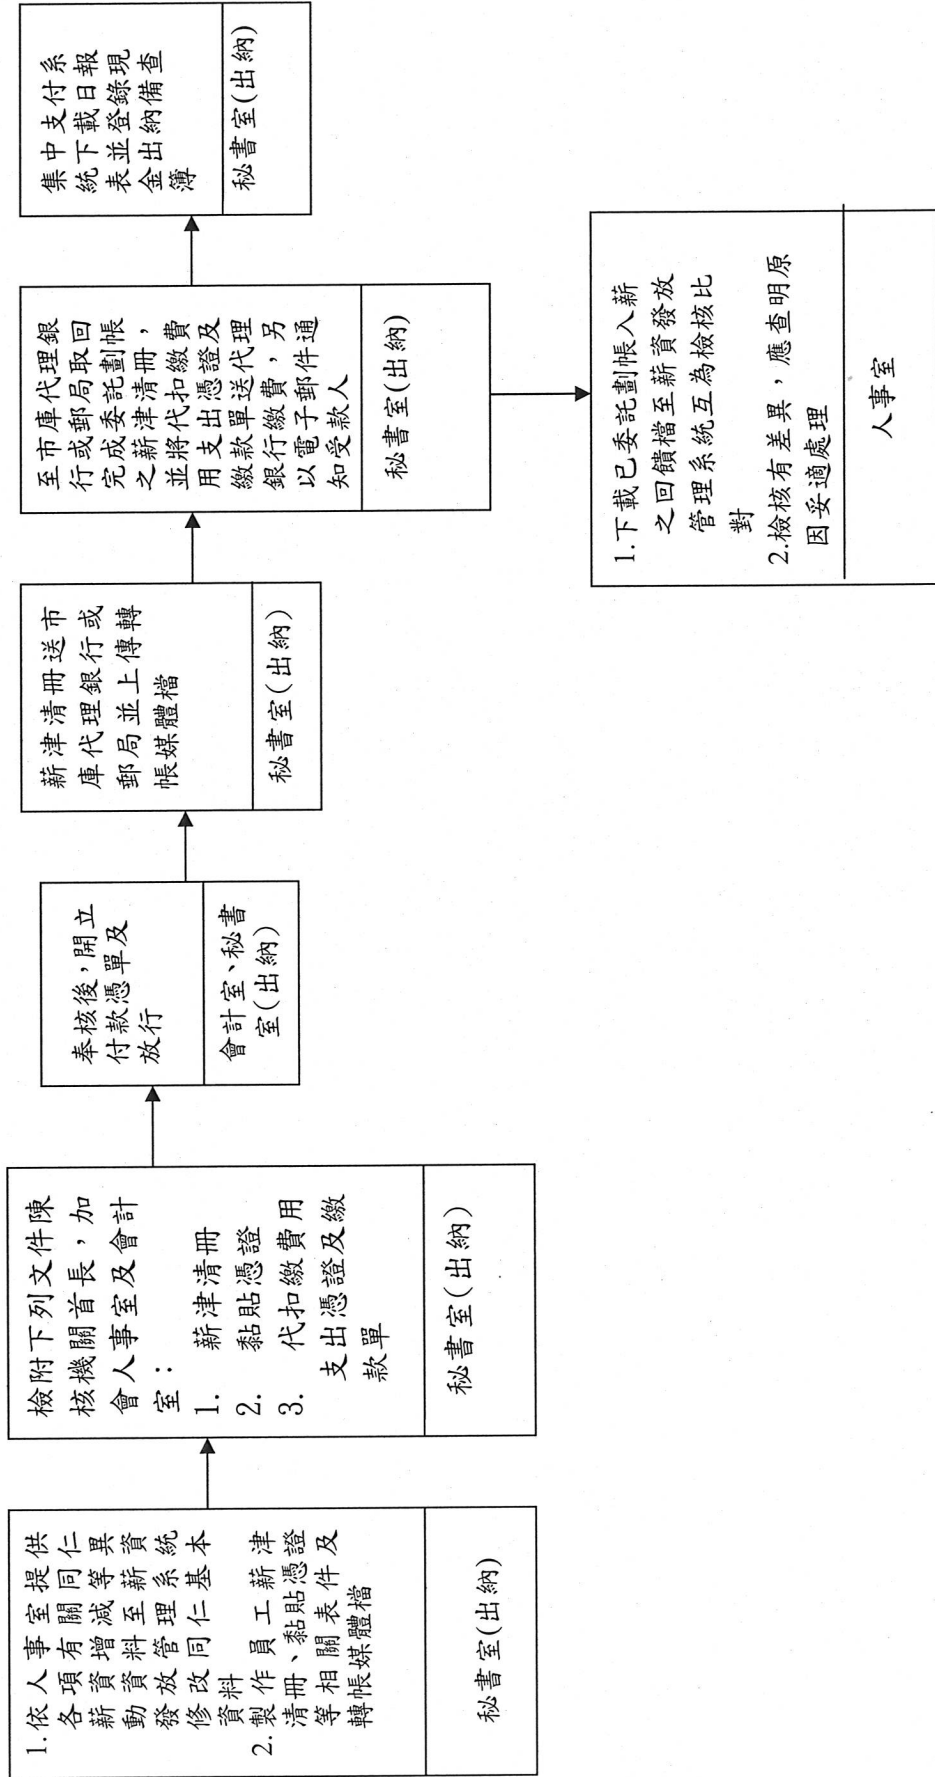 1.依人事室提供
各項有關同仁
薪資增減等異
動資料至薪資
發放管理系統
修改同仁基本
資料
2.製作員工薪津
清冊、黏貼憑證
等相關表件及
轉帳媒體檔
秘書室(出納)
檢附下列文件陳
核機關首長，加
會人事室及會計
室：
1. 薪津清冊
2. 黏貼憑證
3. 代扣繳費用
支出憑證及繳
款單
秘書室(出納)
奉核後，開立
付款憑單及
放行
會計室、秘書
室(出納)
薪津清冊送市
庫代理銀行或
郵局並上傳轉
帳媒體檔
秘書室(出納)
至市庫代理銀
行或郵局取回
完成委託劃帳
之薪津清冊，
並將代扣繳費
用支出憑證及
繳款單送代理
銀行繳費，另
以電子郵件通
知受款人
秘書室(出納)
集中支付系
統下載日報
表並登錄現
金出納備查
簿
秘書室(出納)
1.下載已委託劃帳入薪
之回饋檔至薪資發放
管理系統互為檢核比
對
2.檢核有差異，應查明原
因妥適處理
人事室